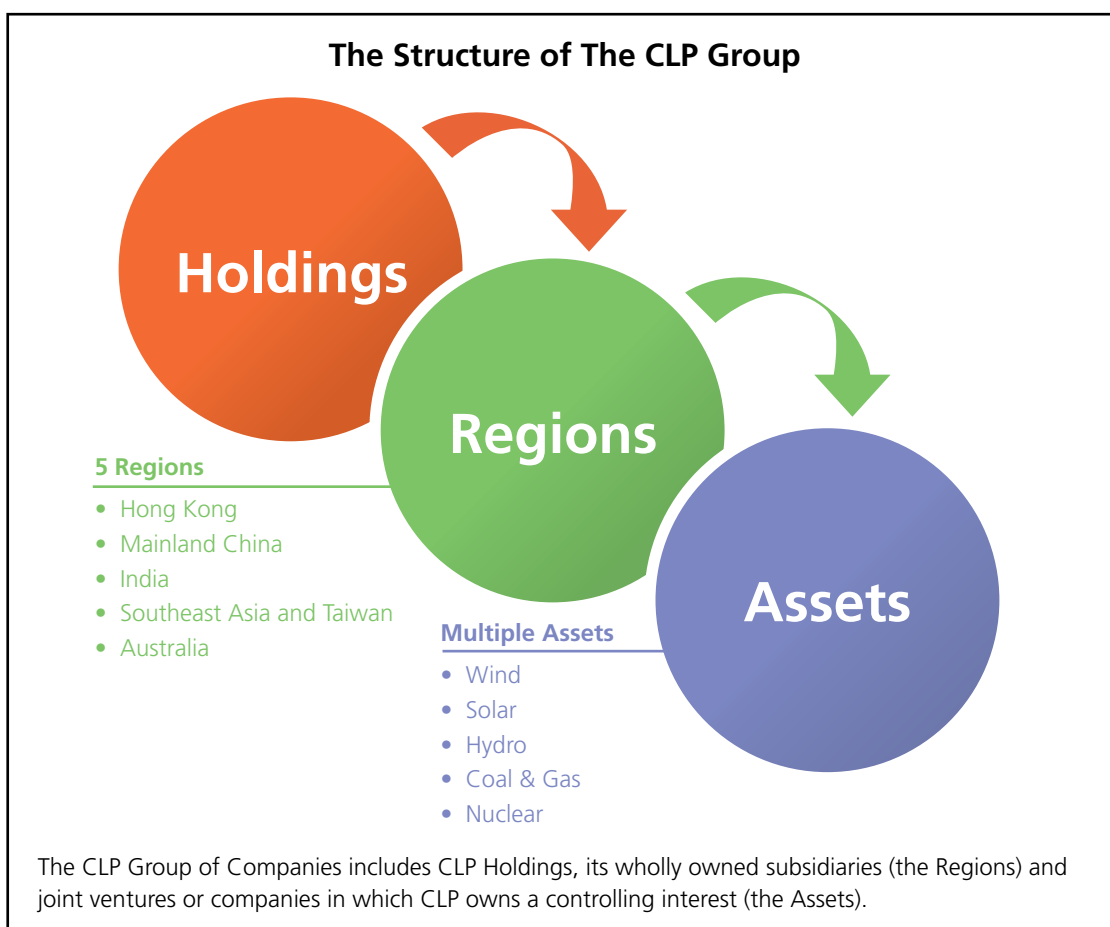 The Structure of The CLP Group
Holdings
Regions
5 Regions
• Hong Kong
• Mainland China
• India
• Southeast Asia and Taiwan
• Australia
Assets
Multiple Assets
• Wind
• Solar
• Hydro
• Coal & Gas
• Nuclear
The CLP Group of Companies includes CLP Holdings, its wholly owned subsidiaries (the Regions) and
joint ventures or companies in which CLP owns a controlling interest (the Assets).